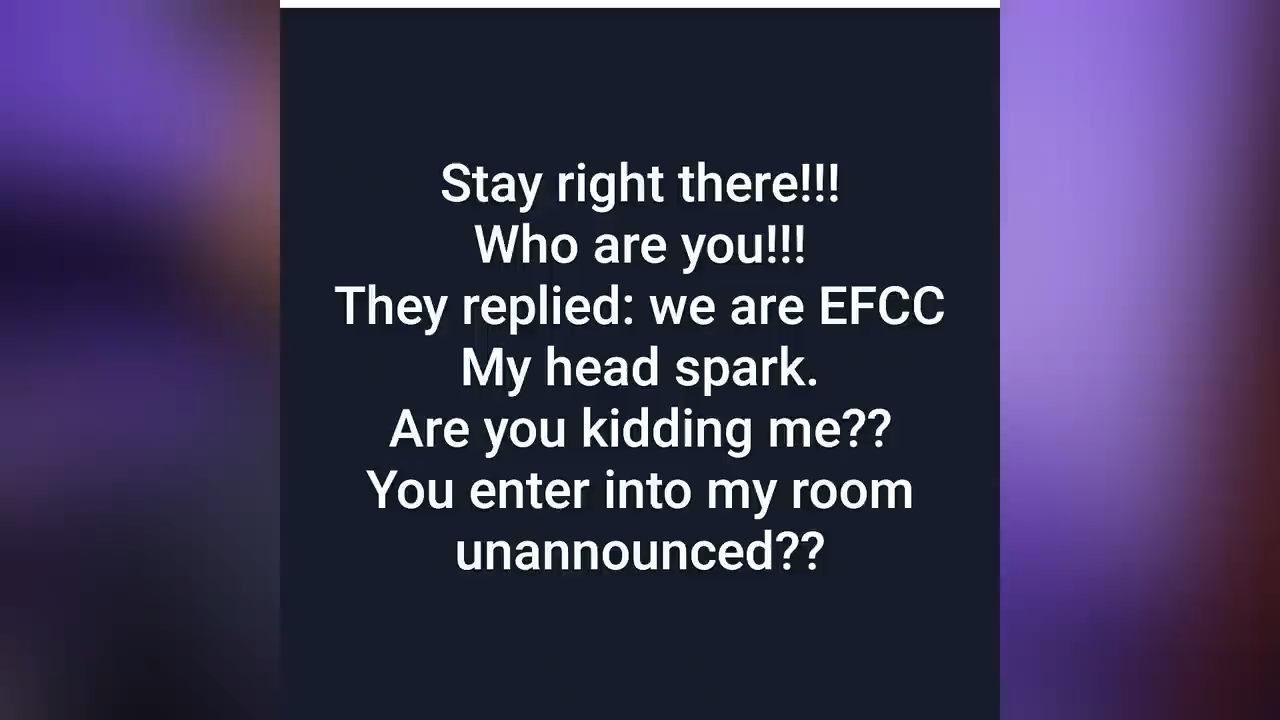 Stay right there!!!
Who are you!!!
They replied: we are EFCC
My head spark.
Are you kidding me??
You enter into my room
unannounced??